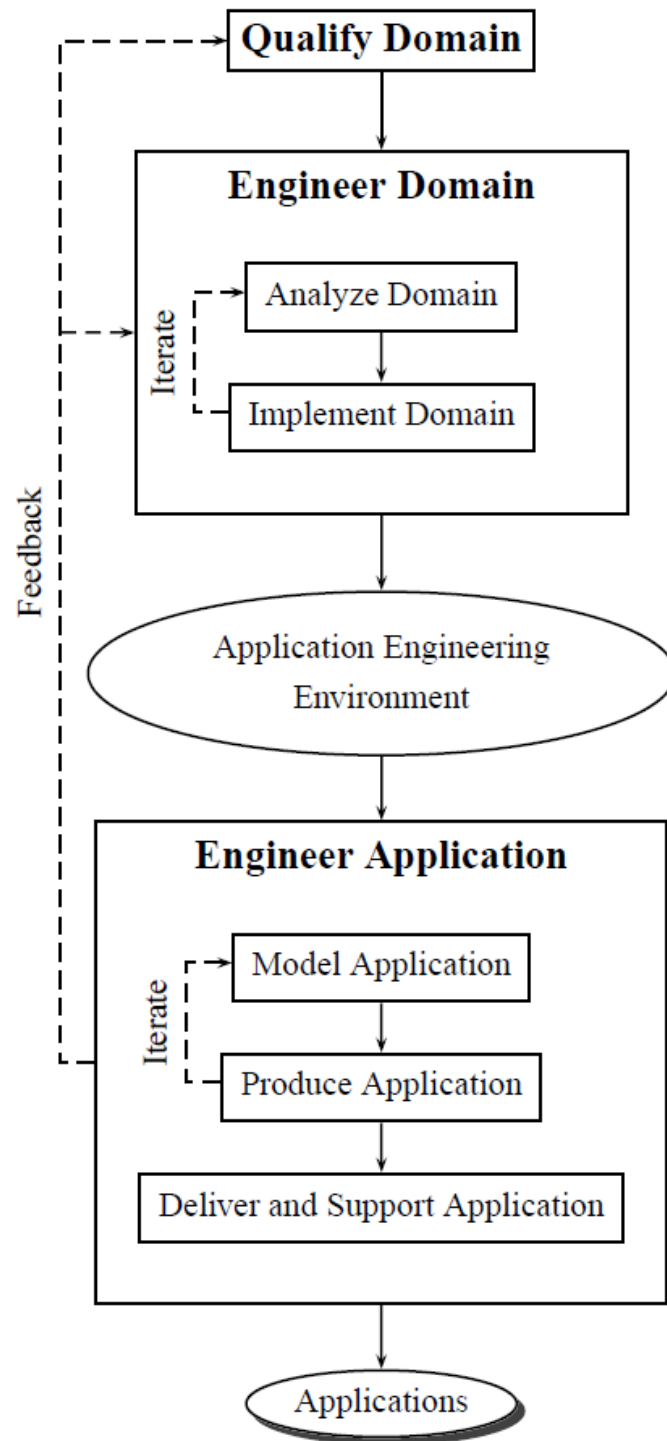 Qualify Domain
Engineer Domain
Analyze Domain
Iterate
Implement Domain
Feedback
Application Engineering
Environment
Engineer Application
Model Application
Iterate
Produce Application
Deliver and Support Application
Applications